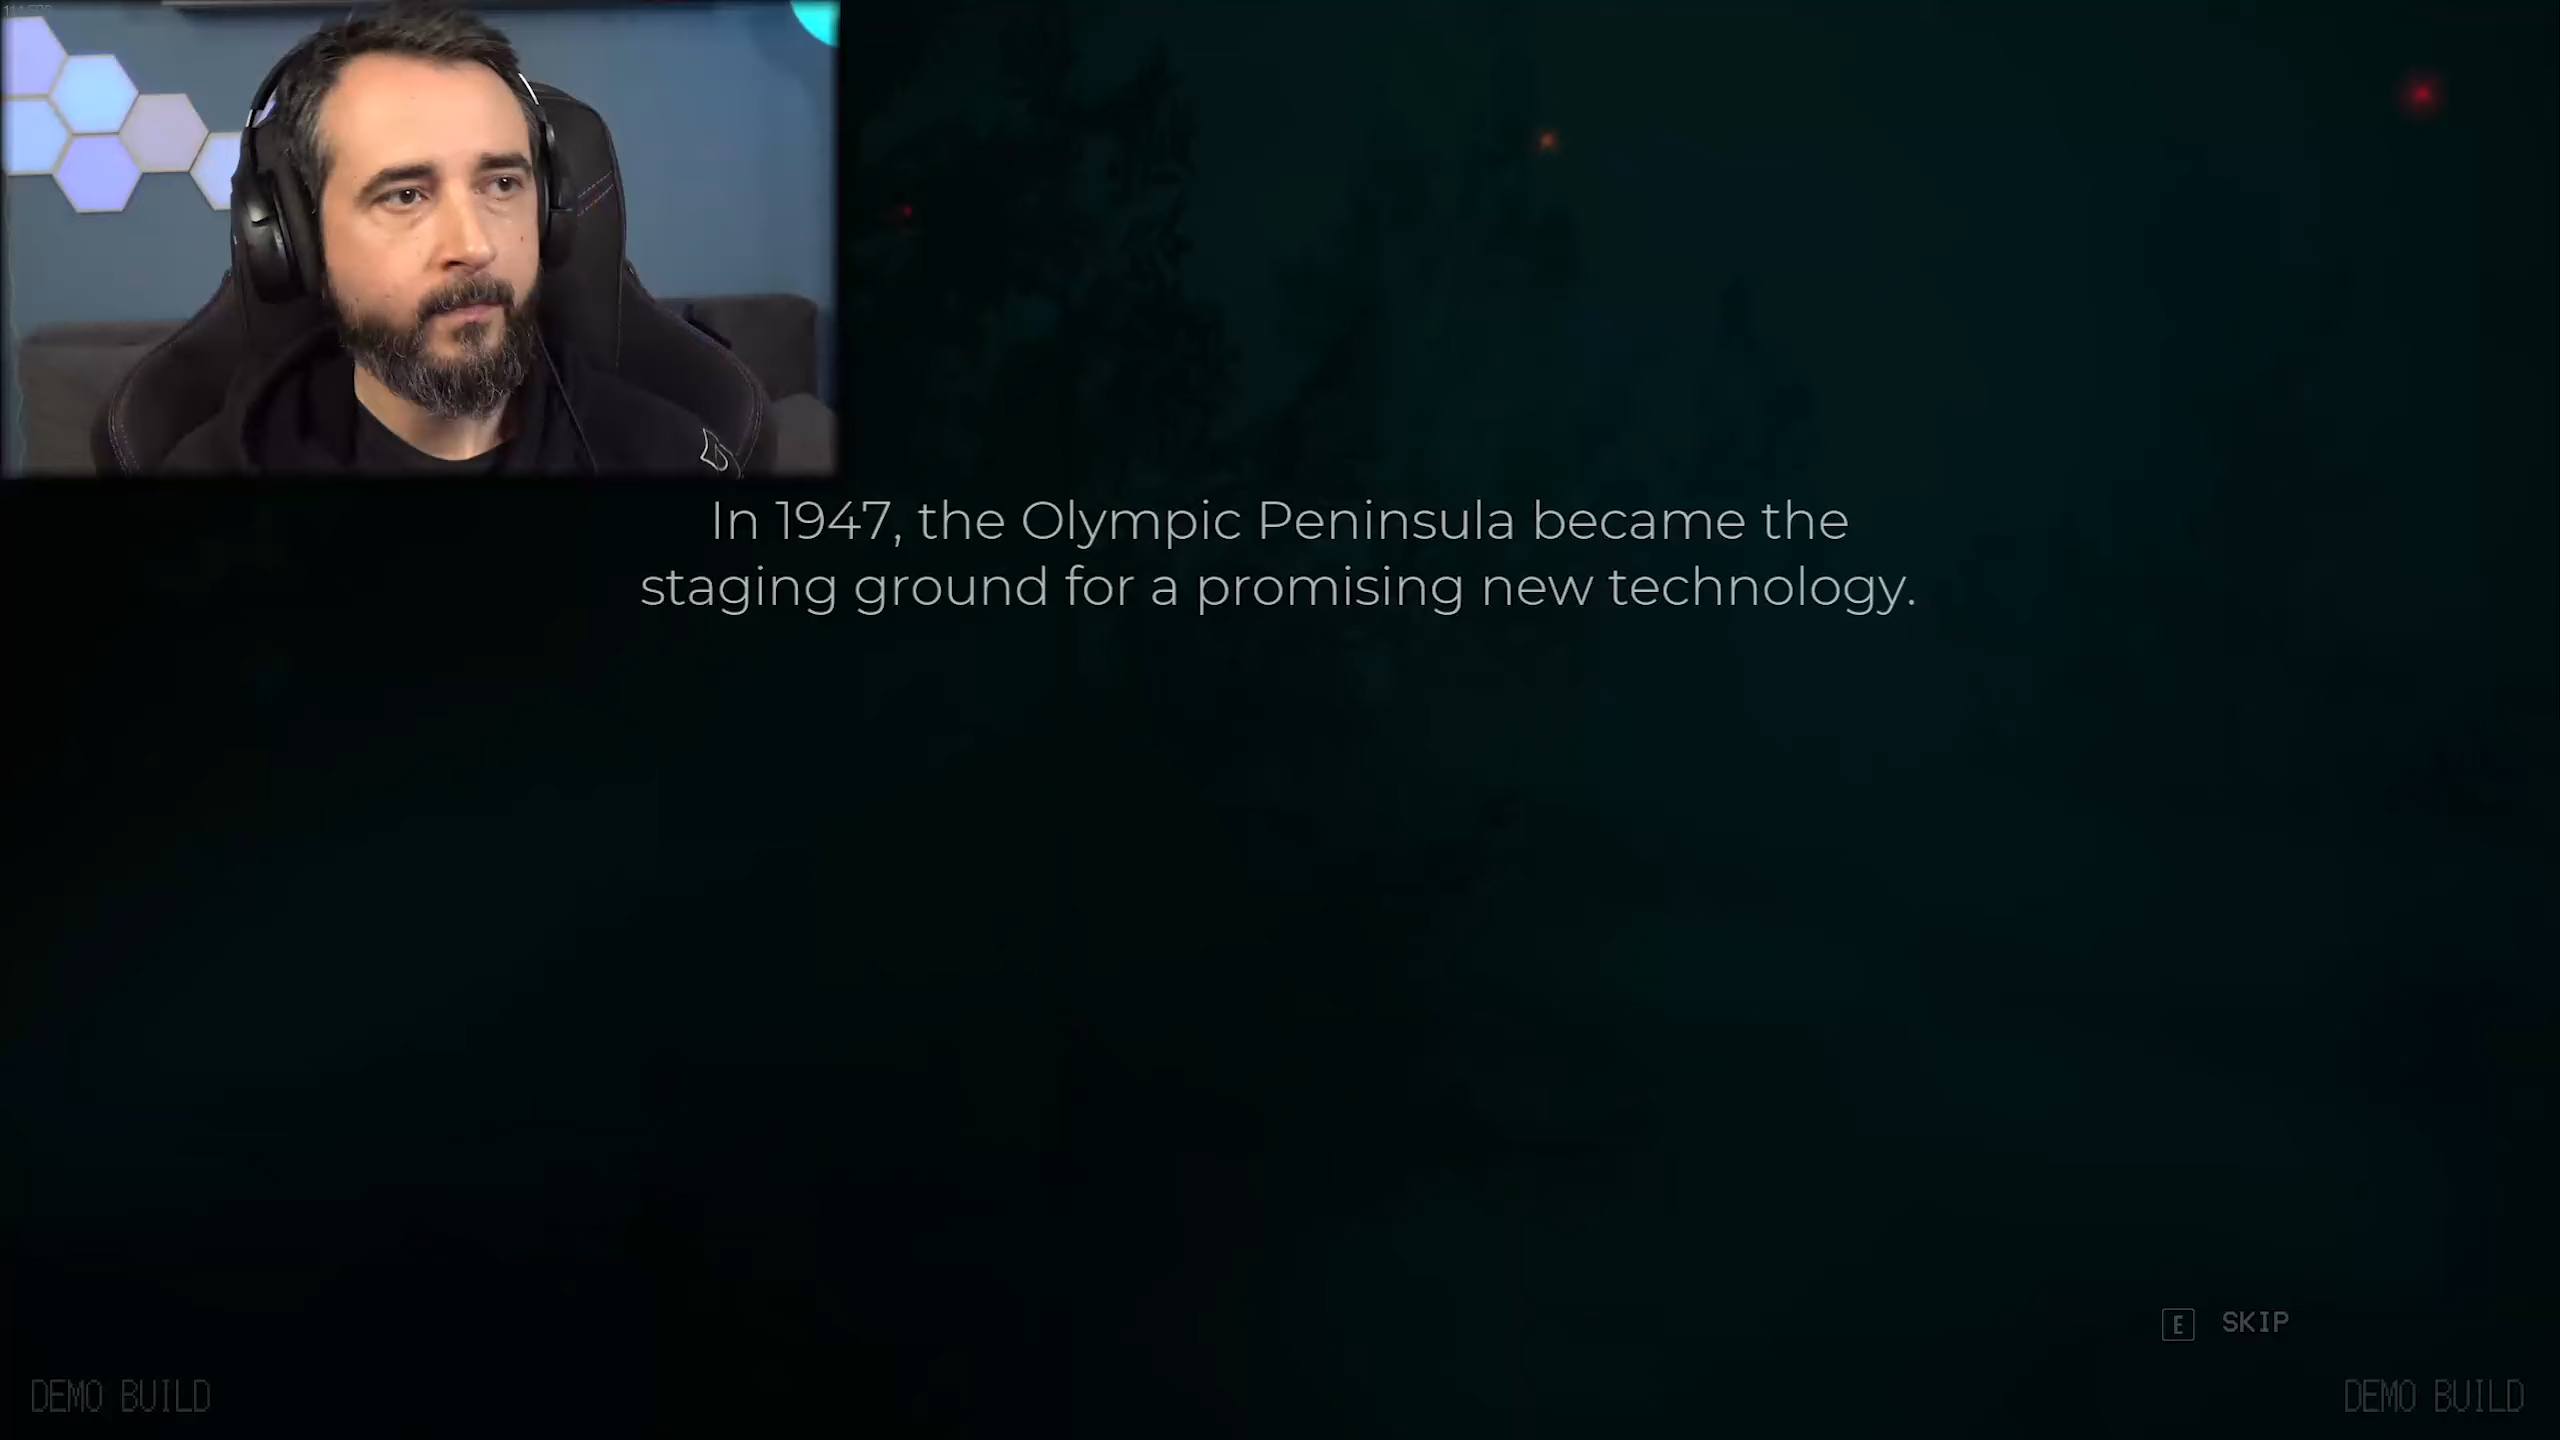 In 1947, the Olympic Peninsula became the
staging ground for a promising new technology.
E SKIP
DEMO BUILD
DEMO BUILD